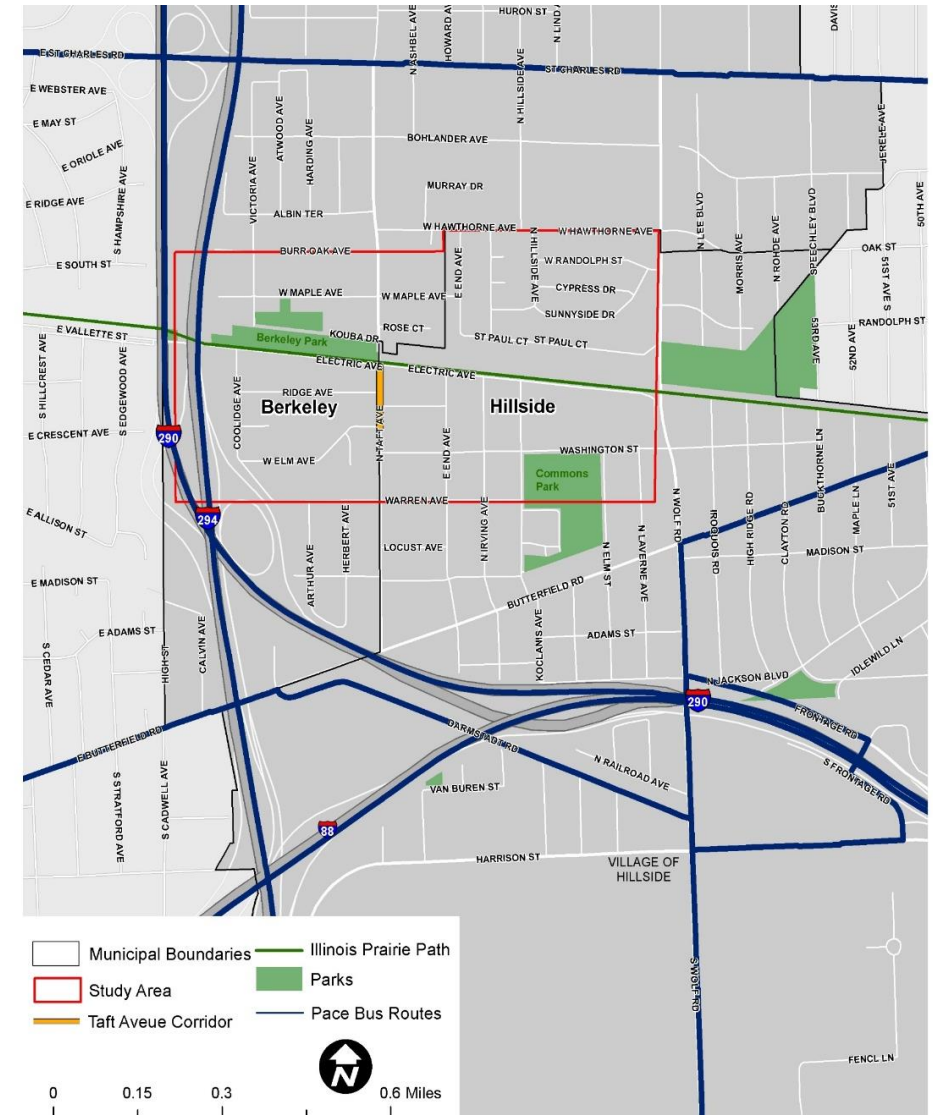 HURON ST
N ASHBEL AVE
HOWARD AVE
N HILLSIDE AVE
E ST CHARLES RD
ST CHARLES RD
E WEBSTER AVE
E MAY ST
E ORIOLE AVE
E RIDGE AVE
S HAMPSHIRE AVE
E SOUTH ST
ATWOOD AVE
HARDING AVE
VICTORIA AVE
BOHLANDER AVE
MURRAY DR
ALBIN TER
BURR OAK AVE
W HAWTHORNE AVE
W HAWTHORNE AVE
N LEE BLVD
MORRIS AVE
N ROHDE AVE
SPEECHLEY BLVD
50TH AVE
OAK ST
51ST AVE S
RANDOLPH ST
53RD AVE
52ND AVE
E END AVE
N HILLSIDE AVE
W RANDOLPH ST
CYPRESS DR
SUNNYSIDE DR
W MAPLE AVE
W MAPLE AVE
ROSE CT
KOUBA DR
ST PAUL CT
ST PAUL CT
Berkeley Park
E VALLETTE ST
ELECTRIC AVE
ELECTRIC AVE
S HILLCREST AVE
S EDGEWOOD AVE
COOLIDGE AVE
RIDGE AVE
N TAFT AVE
Berkeley
Hillside
E CRESCENT AVE
290
W ELM AVE
E END AVE
WASHINGTON ST
Commons
Park
WARREN AVE
294
E ALLISON ST
N WOLF RD
IROQUOIS RD
HIGH RIDGE RD
CLAYTON RD
BUCKTHORNE LN
MAPLE LN
51ST AVE
MADISON ST
ARTHUR AVE
HERBERT AVE
LOCUST AVE
N IRVING AVE
N ELM ST
N LAVERNE AVE
BUTTERFIELD RD
E MADISON ST
E ADAMS ST
S CEDAR AVE
HIGH ST
CALVIN AVE
KOCLANIS AVE
ADAMS ST
N JACKSON BLVD
IDLEWILD LN
290
FRONTAGE RD
S FRONTAGE RD
E BUTTERFIELD RD
DARMSTADT RD
N RAILROAD AVE
VAN BUREN ST
S STRATFORD AVE
S CADWELL AVE
88
HARRISON ST
VILLAGE OF
HILLSIDE
S WOLF RD
FENCL LN
Municipal Boundaries
Study Area
Taft Aveue Corridor
Illinois Prairie Path
Parks
Pace Bus Routes
N
0 0.15 0.3 0.6 Miles